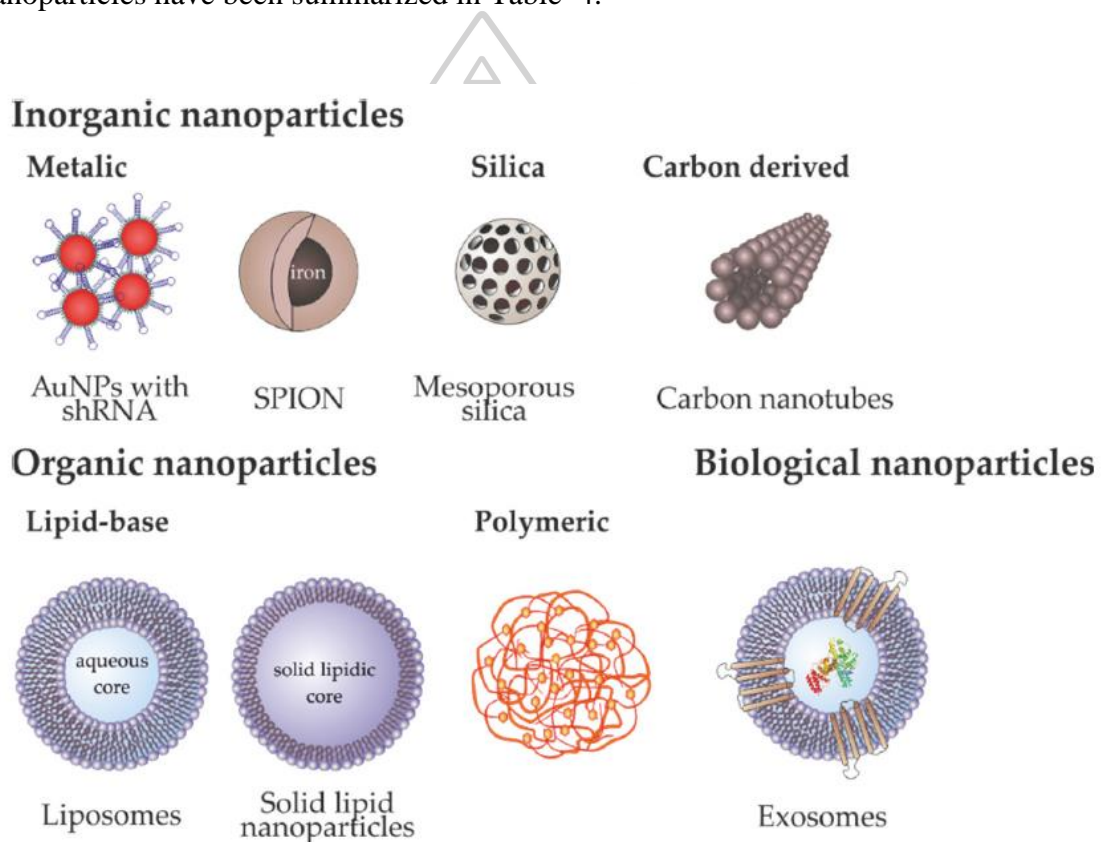 nanoparticles have been summarized in Table 4.
Inorganic nanoparticles
Metalic
Silica
Carbon derived
iron
AuNPs with
shRNA
SPION
Mesoporous
silica
Carbon nanotubes
Organic nanoparticles
Biological nanoparticles
Lipid-base
Polymeric
aqueous
core
solid lipidic
core
Liposomes
Solid lipid
nanoparticles
Exosomes